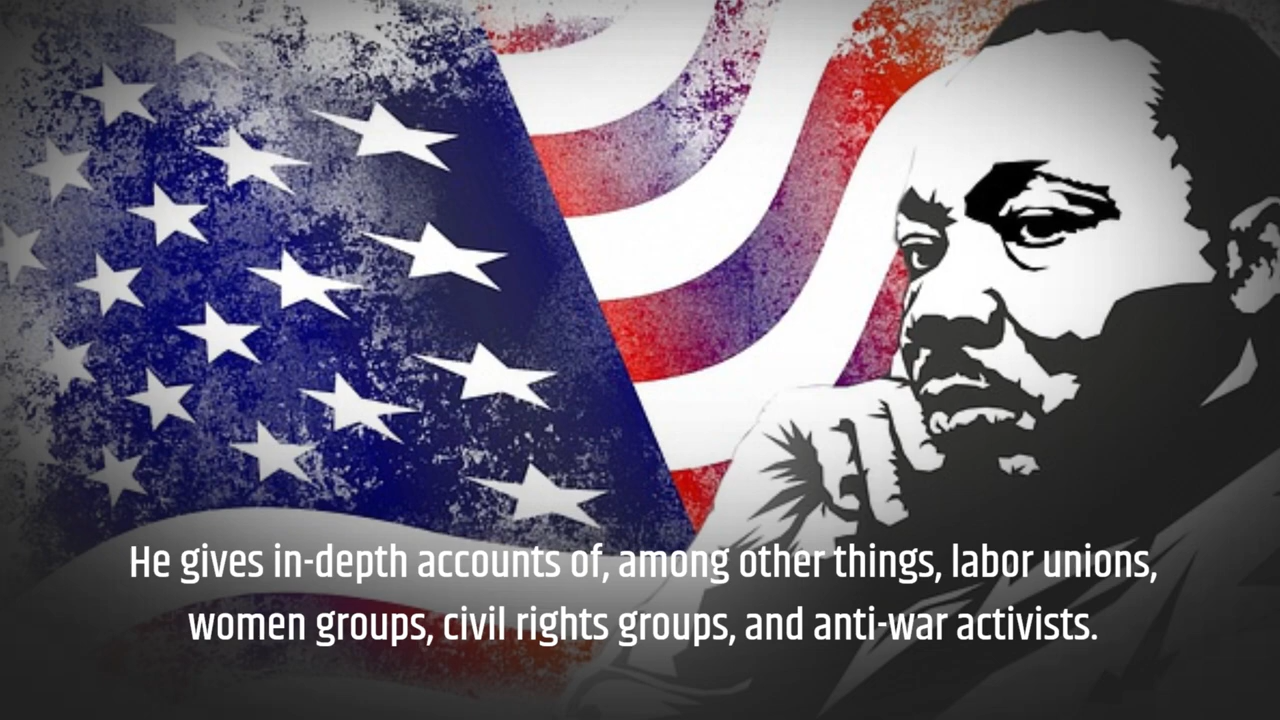 He gives in-depth accounts of, among other things, labor unions,
women groups, civil rights groups, and anti-war activists.